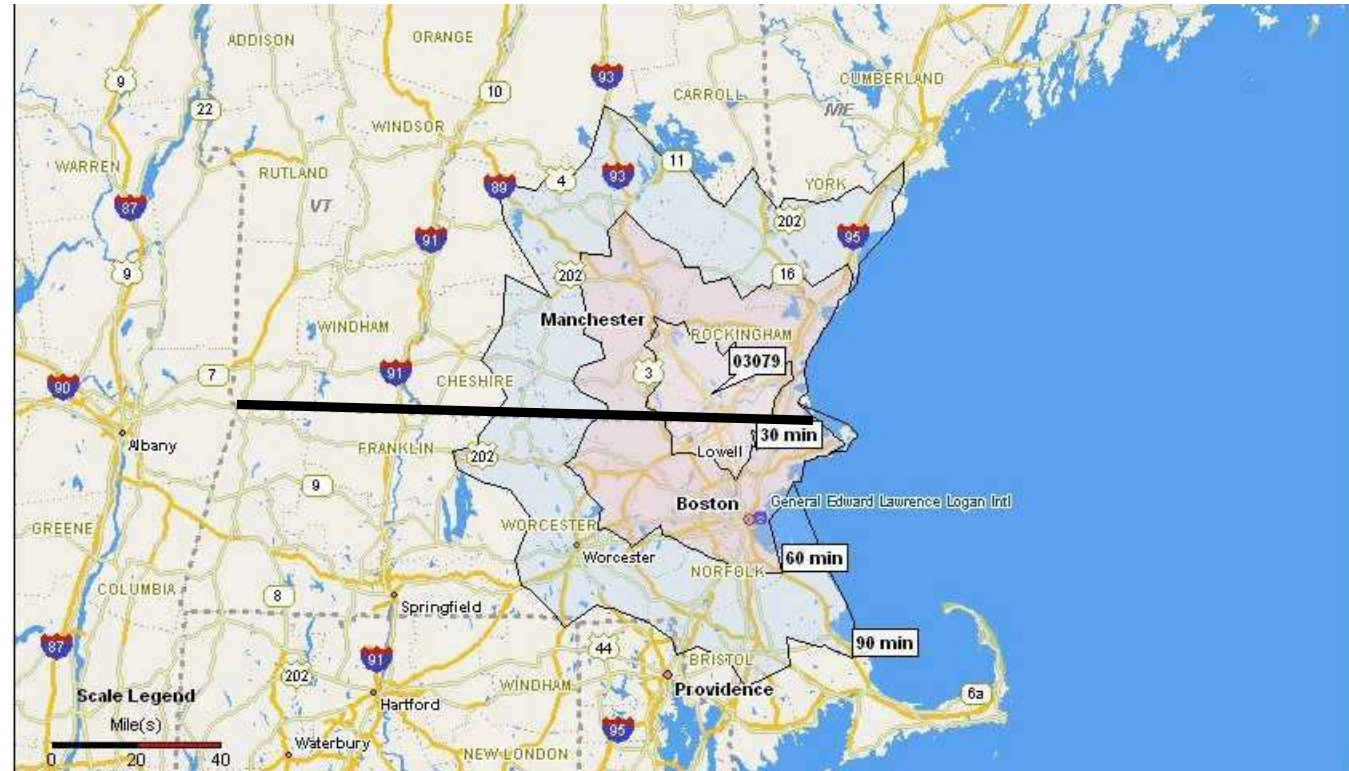 ADDISON
ORANGE
93
9
10
22
CARROLL
CUMBERLAND
ME
WINDSOR
WARREN
RUTLAND
11
4
93
89
YORK
87
VT
202
91
95
9
202
16
Manchester
ROCKINGHAM
WINDHAM
03079
91
3
7
90
CHESHIRE
Albany
30 min
FRANKLIN
202
Lowell
9
Boston
General Edward Lawrence Logan Intl
GREENE
WORCESTER
Worcester
60 min
NORFOLK
COLUMBIA
8
Springfield
87
44
90 min
91
BRISTOL
202
WINDHAM
Providence
6a
Scale Legend
Hartford
Mile(s)
95
Waterbury
NEW LONDON
0 20 40